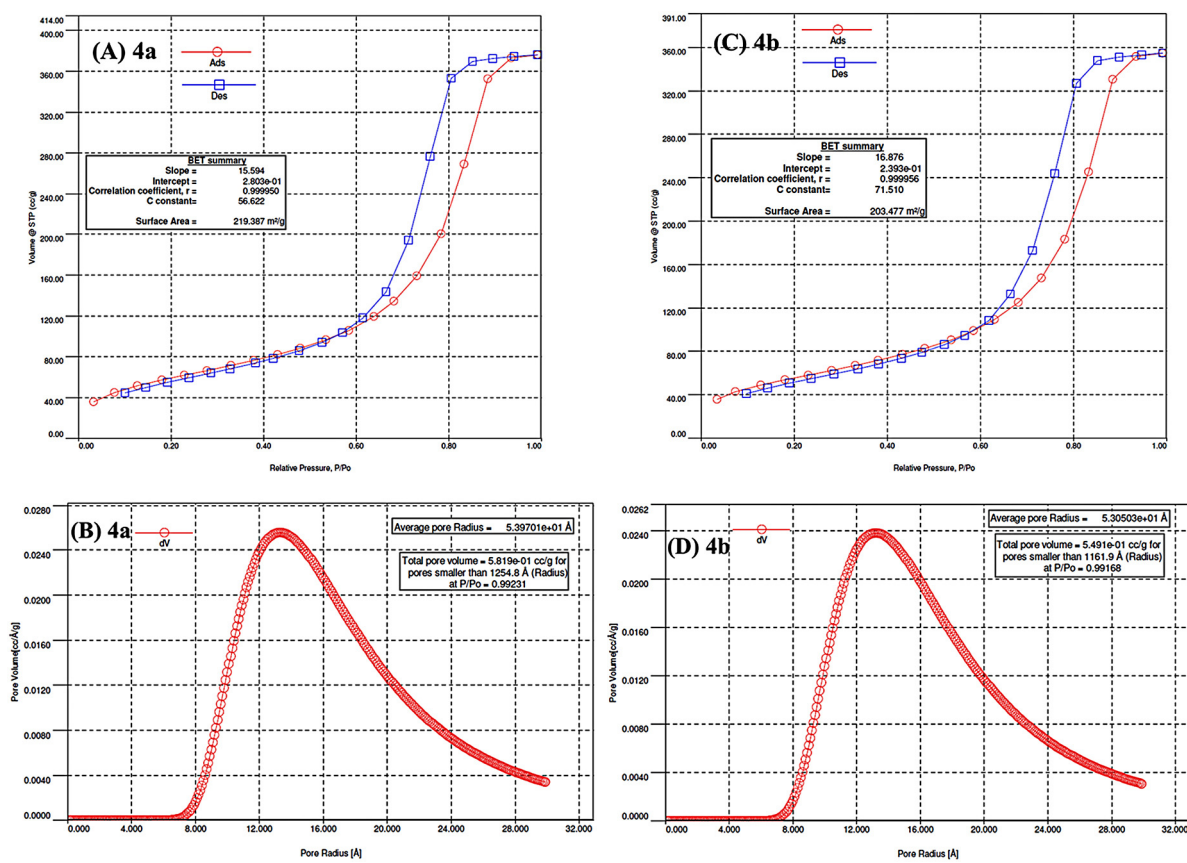 (A) 4a
Ads
Des
BET summary
Slope = 15.594
Intercept = 2.803e-01
Correlation coefficient, r = 0.999950
C constant= 56.622
Surface Area = 219.387 m²/g
Volume @ STP (cc/g)
414.00
400.00
360.00
320.00
280.00
240.00
200.00
160.00
120.00
80.00
40.00
0.00
0.00 0.20 0.40 0.60 0.80 1.00
Relative Pressure, P/Po
(C) 4b
Ads
Des
BET summary
Slope = 16.876
Intercept = 2.393e-01
Correlation coefficient, r = 0.999956
C constant= 71.510
Surface Area = 203.477 m²/g
Volume @ STP (cc/g)
391.00
360.00
320.00
280.00
240.00
200.00
160.00
120.00
80.00
40.00
0.00
0.00 0.20 0.40 0.60 0.80 1.00
Relative Pressure, P/Po
(B) 4a
dV
Average pore Radius = 5.39701e+01 Å
Total pore volume = 5.819e-01 cc/g for
pores smaller than 1254.8 Å (Radius)
at P/Po = 0.99231
Pore Volume[cc/Å/g]
0.0280
0.0240
0.0200
0.0160
0.0120
0.0080
0.0040
0.0000
0.000 4.000 8.000 12.000 16.000 20.000 24.000 28.000 32.000
Pore Radius [Å]
(D) 4b
dV
Average pore Radius = 5.30503e+01 Å
Total pore volume = 5.491e-01 cc/g for
pores smaller than 1161.9 Å (Radius)
at P/Po = 0.99168
Pore Volume[cc/Å/g]
0.0262
0.0240
0.0200
0.0160
0.0120
0.0080
0.0040
0.0000
0.000 4.000 8.000 12.000 16.000 20.000 24.000 28.000 32.000
Pore Radius [Å]